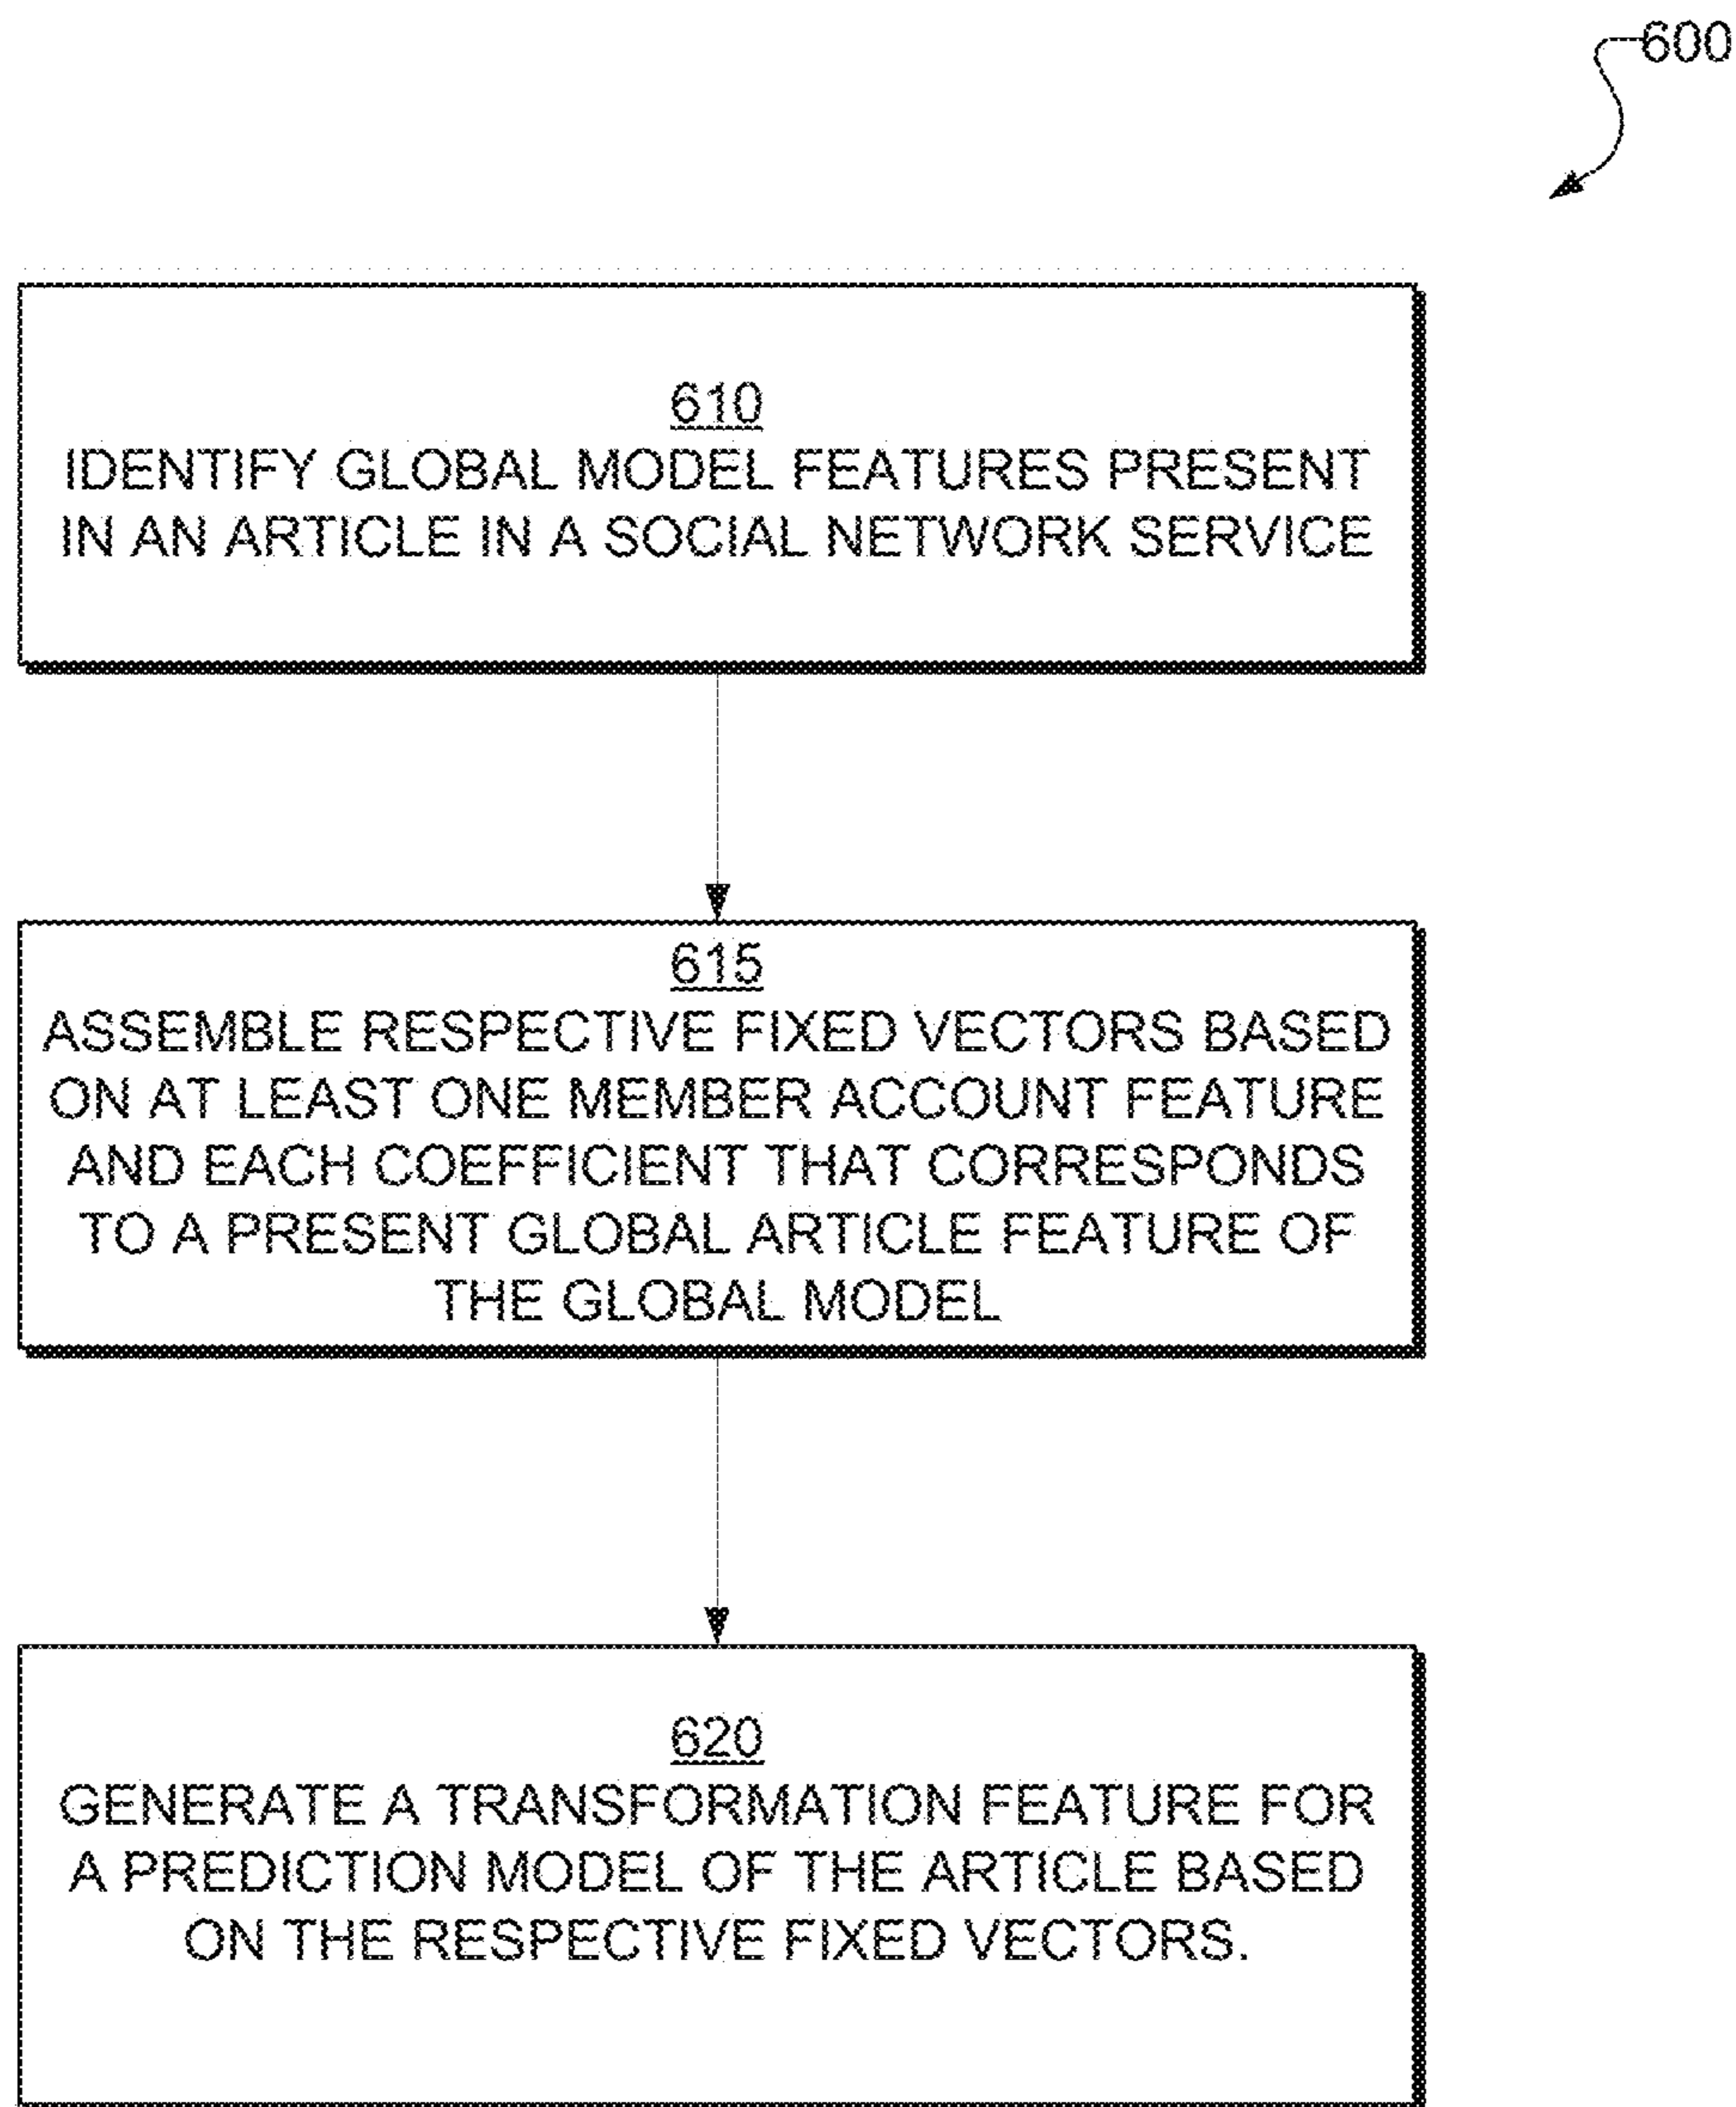 600
610
IDENTIFY GLOBAL MODEL FEATURES PRESENT
IN AN ARTICLE IN A SOCIAL NETWORK SERVICE
615
ASSEMBLE RESPECTIVE FIXED VECTORS BASED
ON AT LEAST ONE MEMBER ACCOUNT FEATURE
AND EACH COEFFICIENT THAT CORRESPONDS
TO A PRESENT GLOBAL ARTICLE FEATURE OF
THE GLOBAL MODEL
620
GENERATE A TRANSFORMATION FEATURE FOR
A PREDICTION MODEL OF THE ARTICLE BASED
ON THE RESPECTIVE FIXED VECTORS.